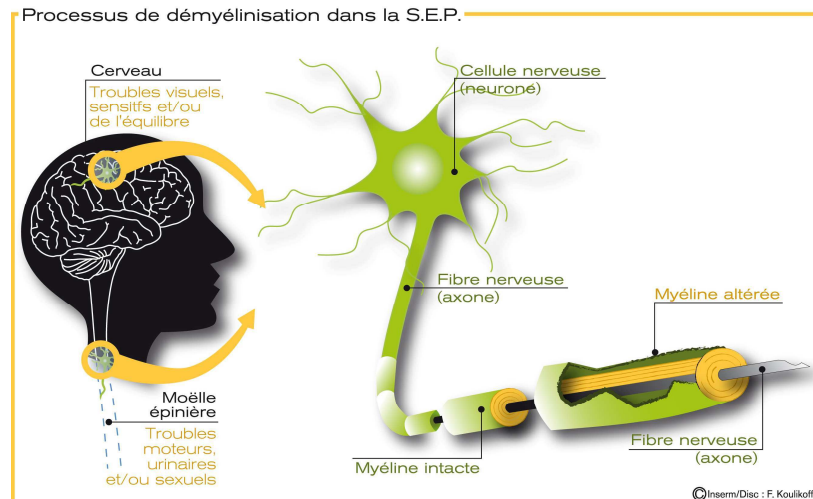 Processus de démyélinisation dans la S.E.P.
Cerveau
Troubles visuels,
sensitfs et/ou
de l'équilibre
Cellule nerveuse
(neurone)
Fibre nerveuse
(axone)
Myéline altérée
Moëlle
épinière
Troubles
moteurs,
urinaires
et/ou sexuels
Myéline intacte
Fibre nerveuse
(axone)
©Inserm/Disc : F. Koulikoff